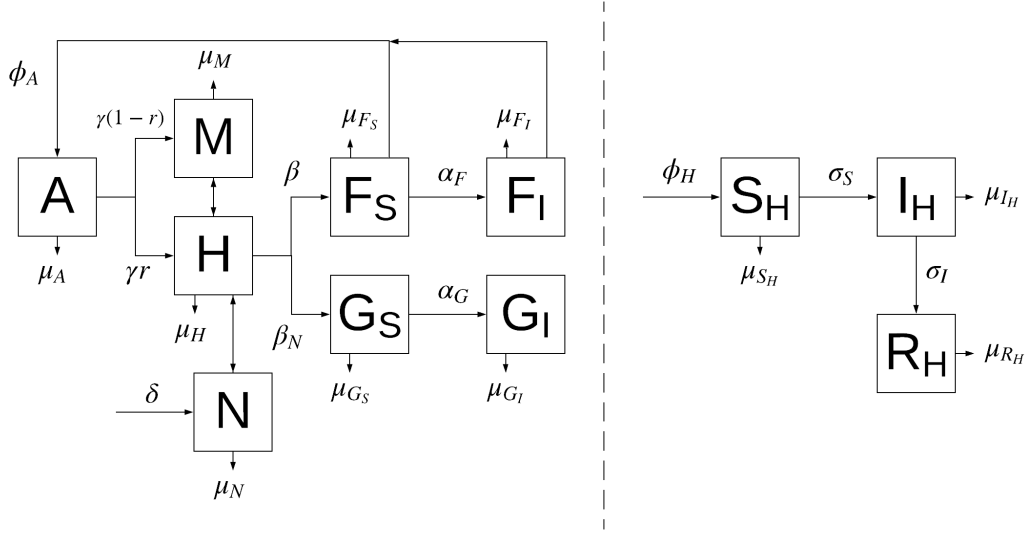 ϕ_A
μ_M
γ(1 − r)
M
μ_{F_S}
μ_{F_I}
A
β
F_S
α_F
F_I
μ_A
γr
H
μ_H
β_N
G_S
α_G
G_I
μ_{G_S}
μ_{G_I}
δ
N
μ_N
ϕ_H
S_H
σ_S
I_H
μ_{I_H}
μ_{S_H}
σ_I
R_H
μ_{R_H}